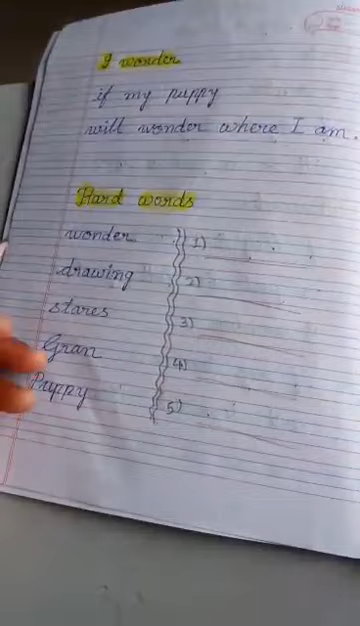 I wonder
if my puppy
will wonder where I am.
Hard words
wonder 1)
drawing 2)
stares 3)
Gran 4)
Puppy 5)